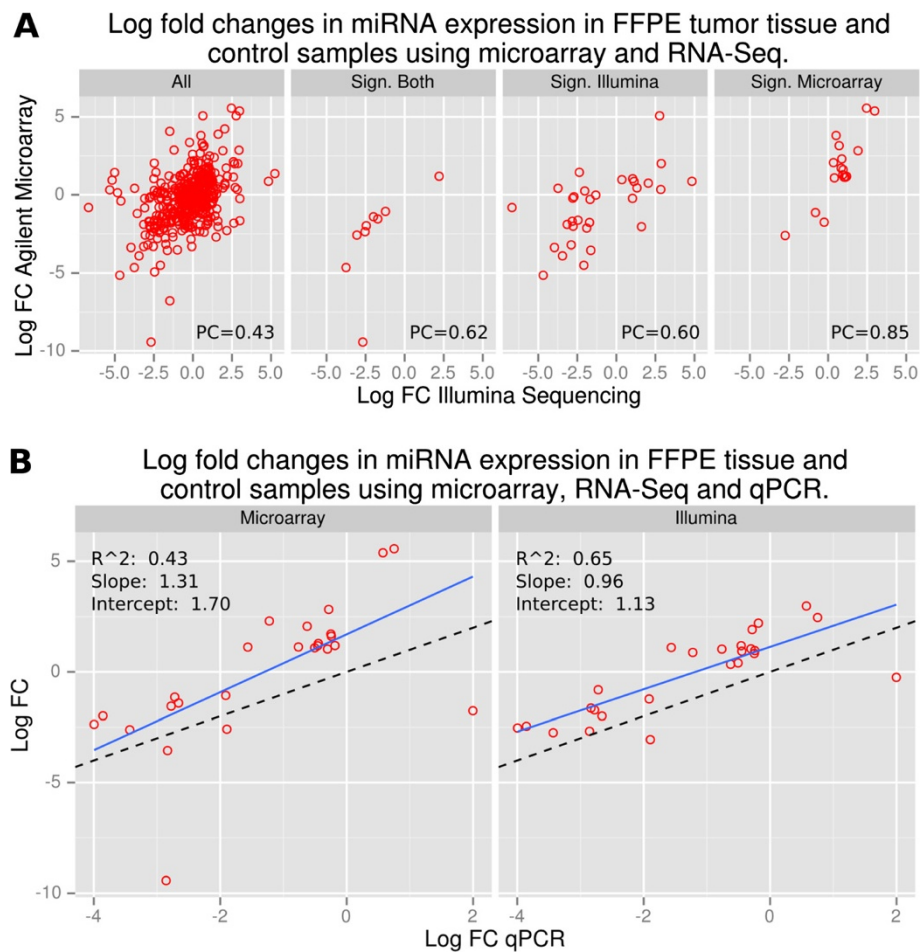 A
Log fold changes in miRNA expression in FFPE tumor tissue and
control samples using microarray and RNA-Seq.
All
Sign. Both
Sign. Illumina
Sign. Microarray
Log FC Agilent Microarray
5
0
-5
-10
PC=0.43
PC=0.62
PC=0.60
PC=0.85
-5.0 -2.5 0.0 2.5 5.0
-5.0 -2.5 0.0 2.5 5.0
-5.0 -2.5 0.0 2.5 5.0
-5.0 -2.5 0.0 2.5 5.0
Log FC Illumina Sequencing
B
Log fold changes in miRNA expression in FFPE tissue and
control samples using microarray, RNA-Seq and qPCR.
Microarray
Illumina
Log FC
5
0
-5
-10
R^2: 0.43
Slope: 1.31
Intercept: 1.70
R^2: 0.65
Slope: 0.96
Intercept: 1.13
-4 -2 0 2
-4 -2 0 2
Log FC qPCR